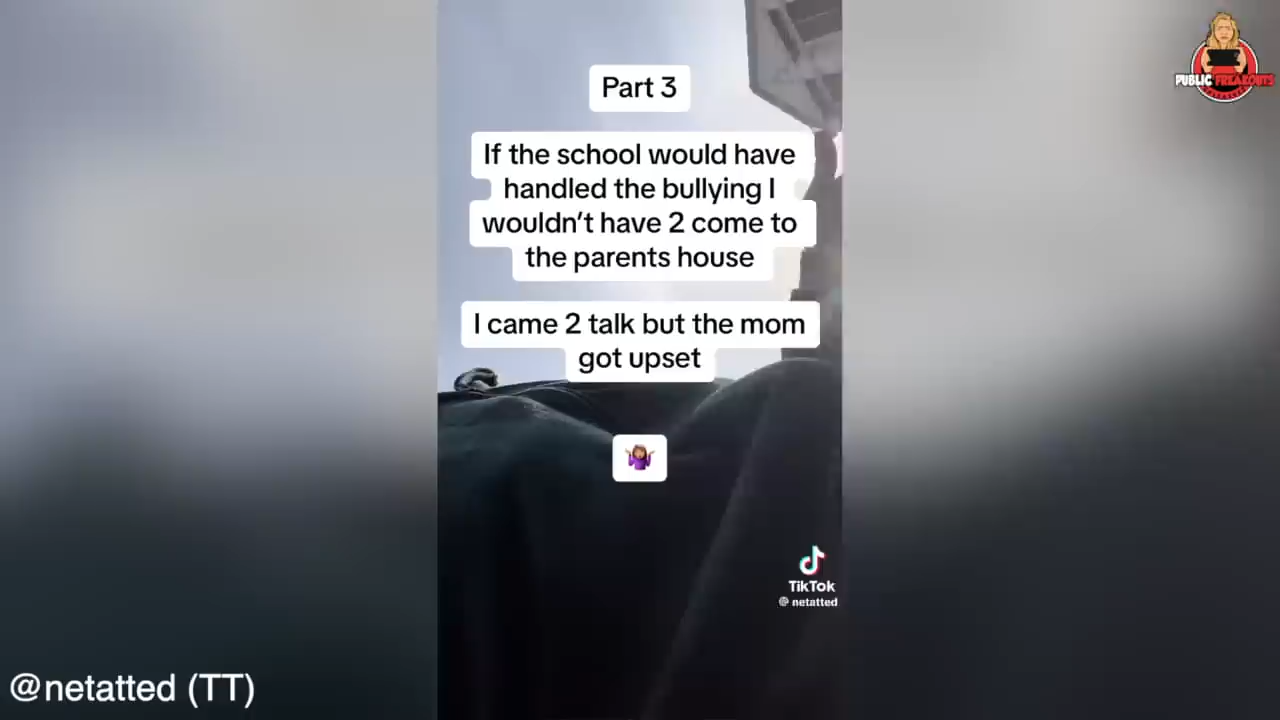 PUBLIC FREAKOUTS
Part 3
If the school would have
handled the bullying I
wouldn't have 2 come to
the parents house
I came 2 talk but the mom
got upset
TikTok
@ netatted
@netatted (TT)